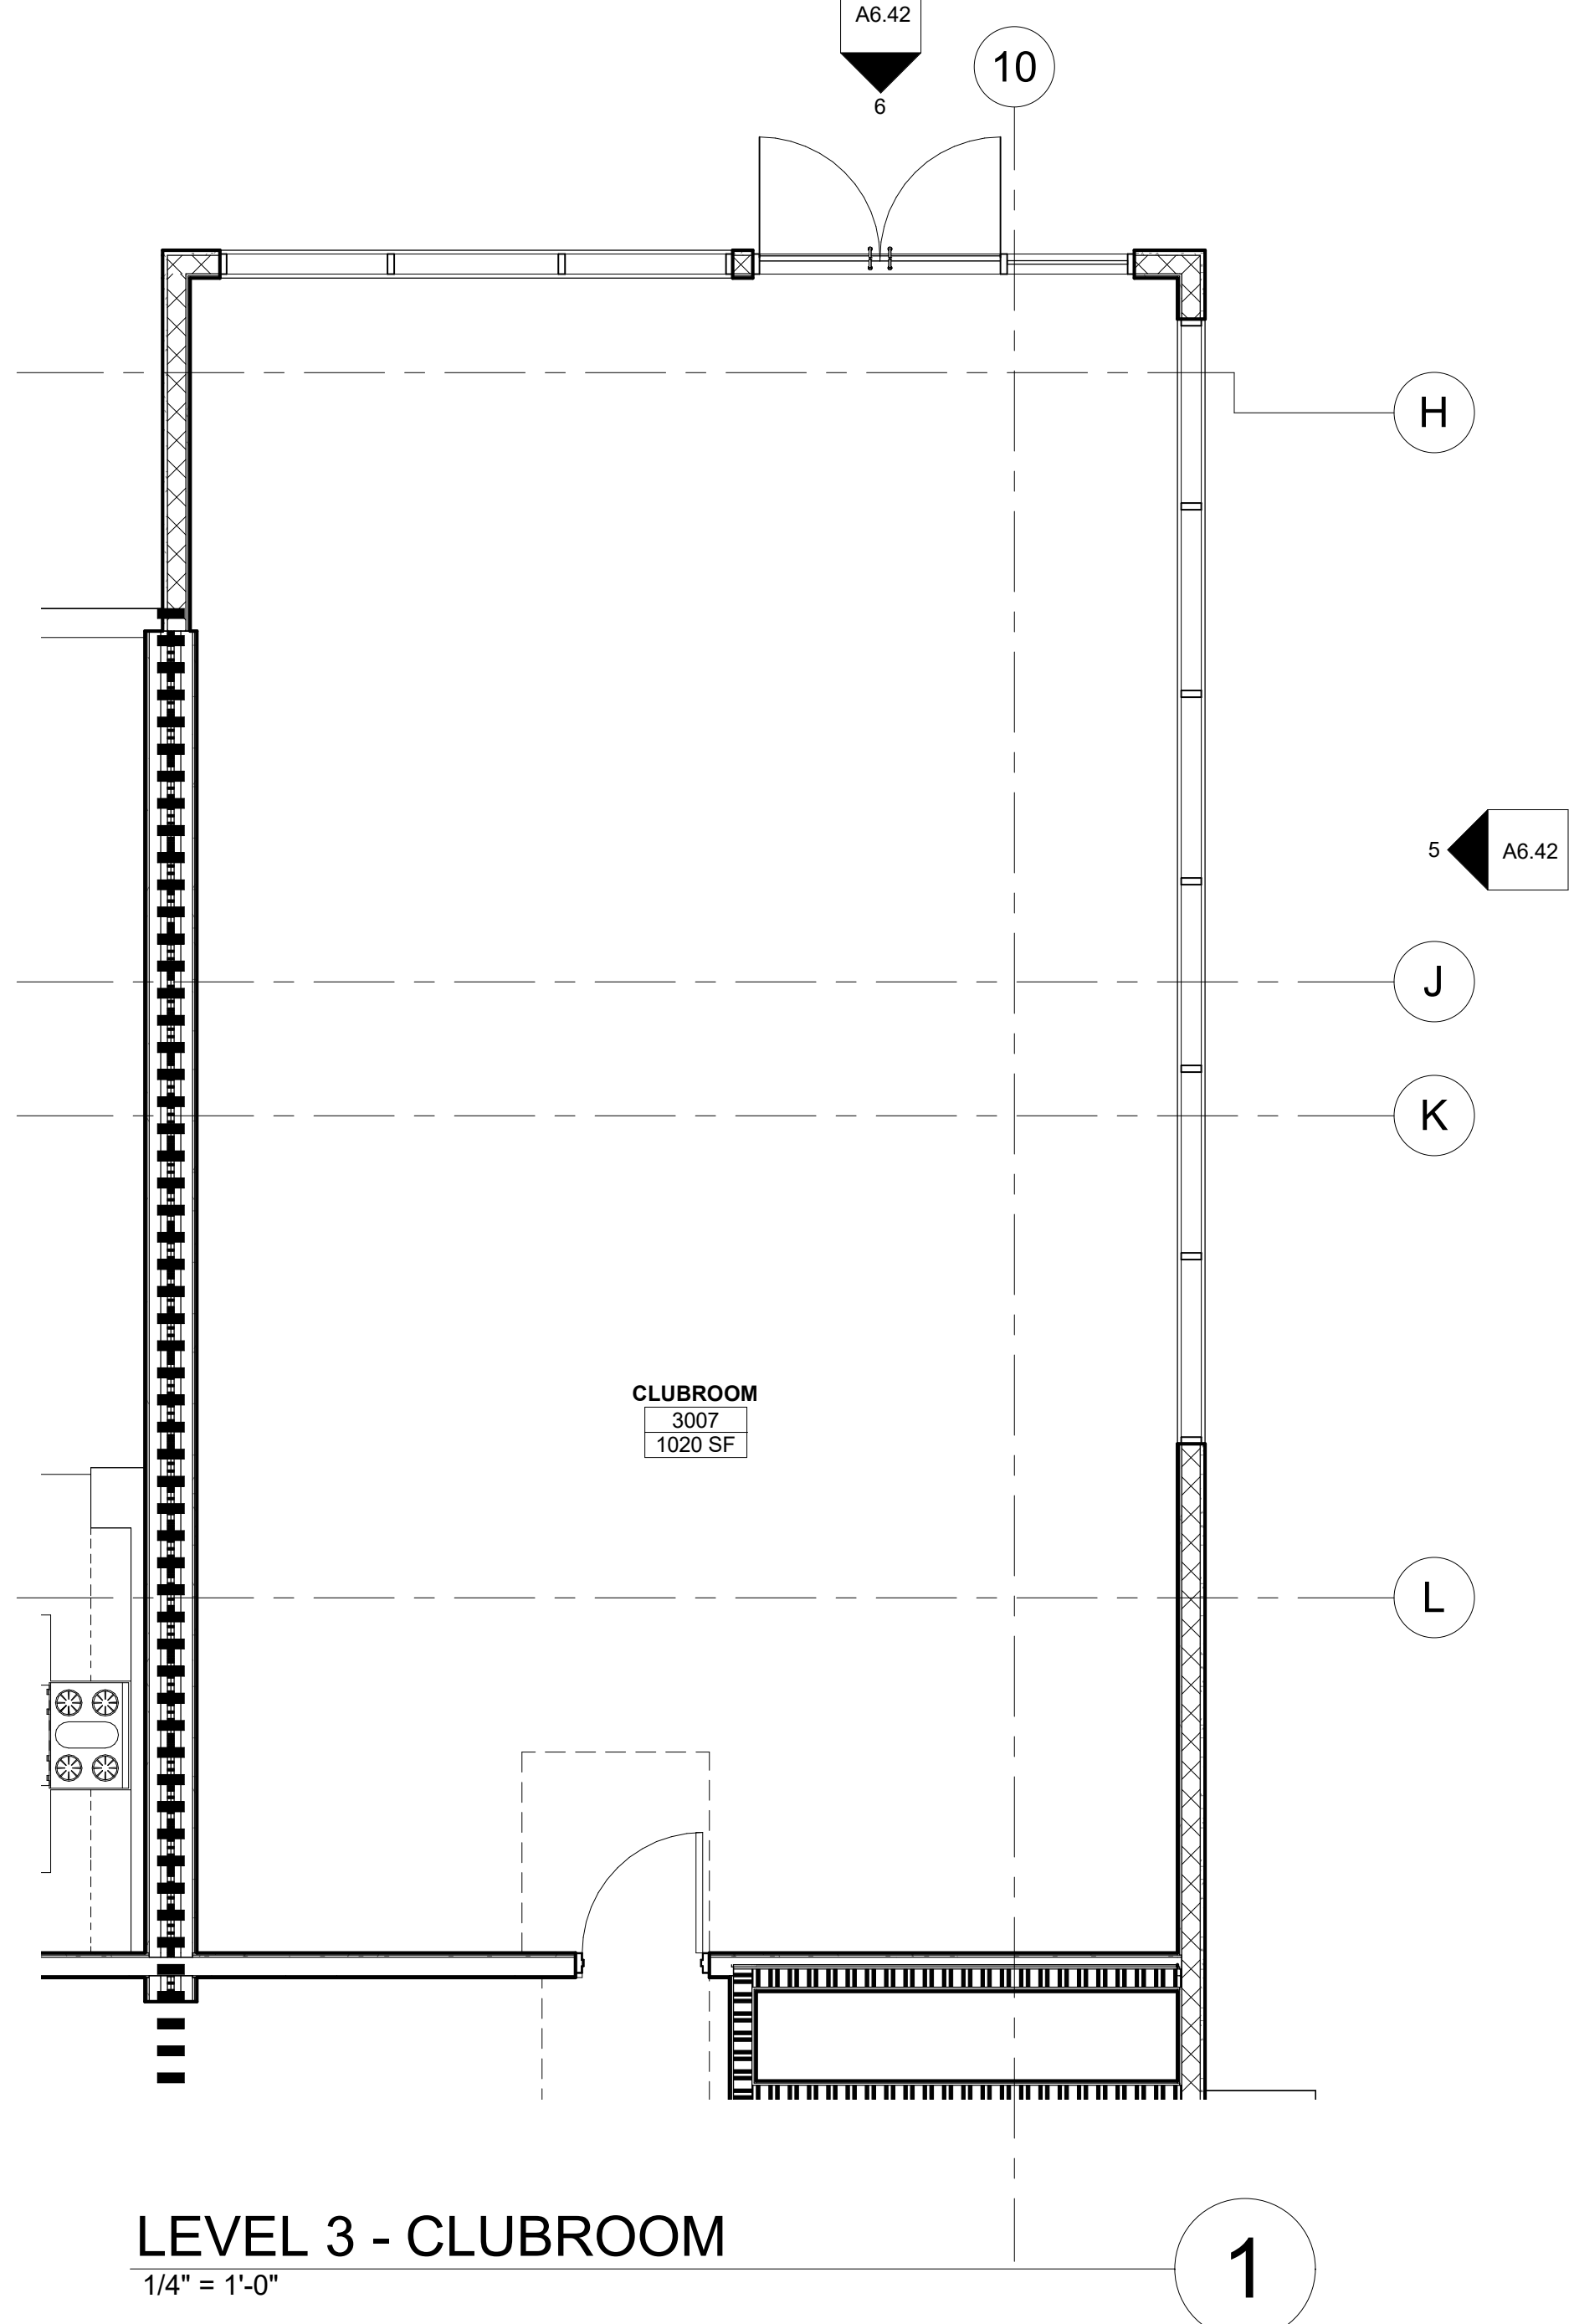 A6.42
6
10
H
5
A6.42
J
K
CLUBROOM
3007
1020 SF
L
LEVEL 3 - CLUBROOM
1/4" = 1'-0"
1